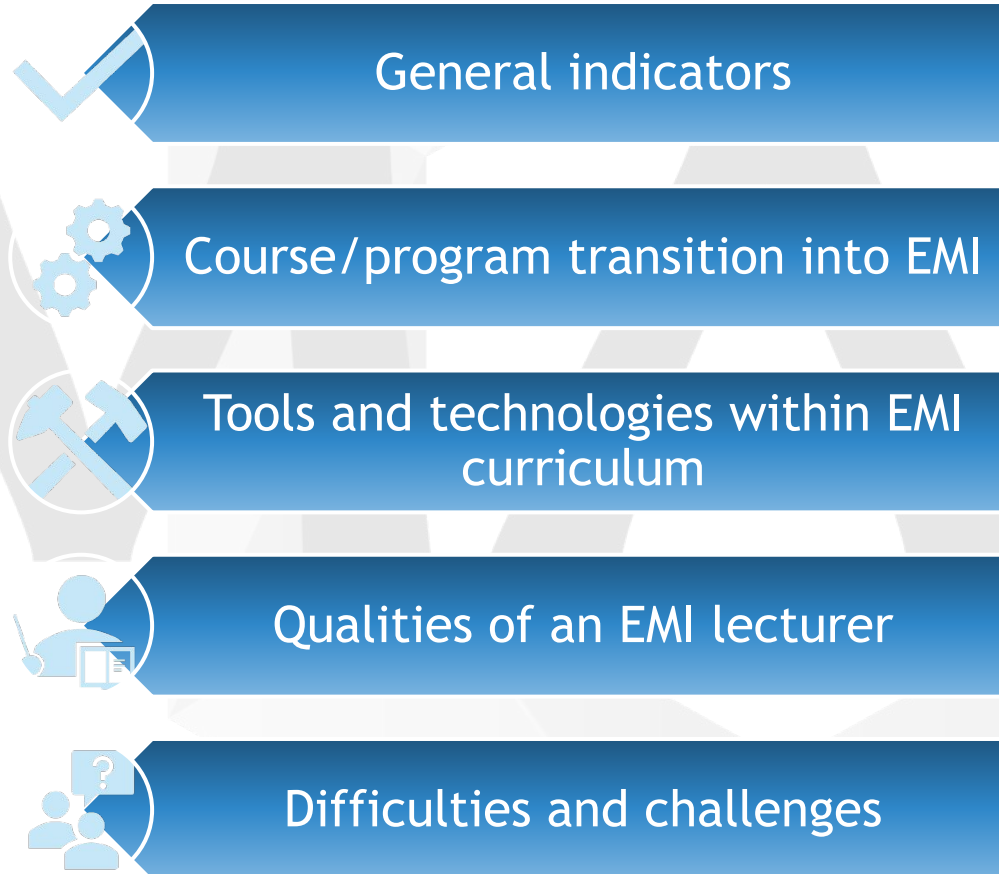 General indicators
Course/program transition into EMI
Tools and technologies within EMI
curriculum
Qualities of an EMI lecturer
?
Difficulties and challenges